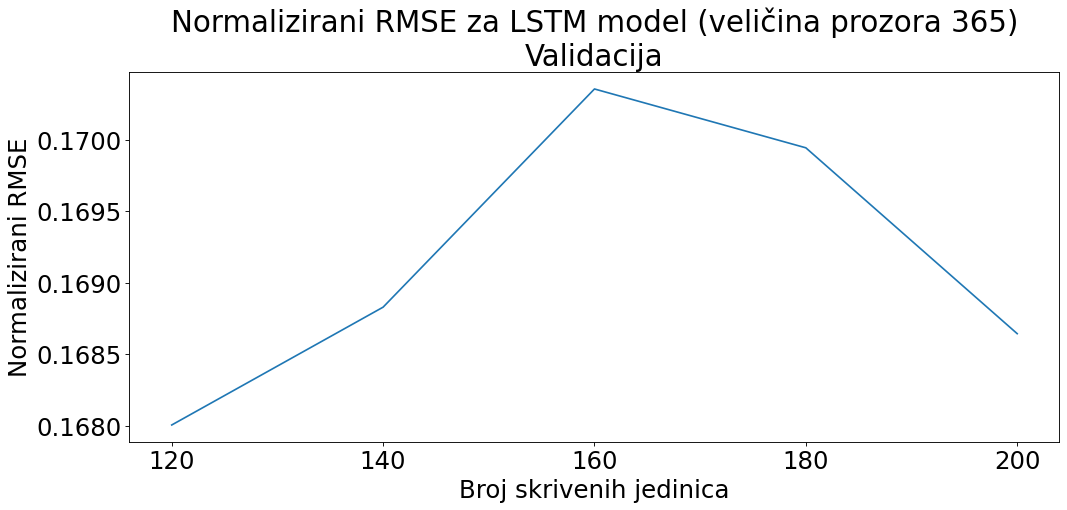 Normalizirani RMSE za LSTM model (veličina prozora 365)
Validacija
Normalizirani RMSE
0.1700
0.1695
0.1690
0.1685
0.1680
120 140 160 180 200
Broj skrivenih jedinica